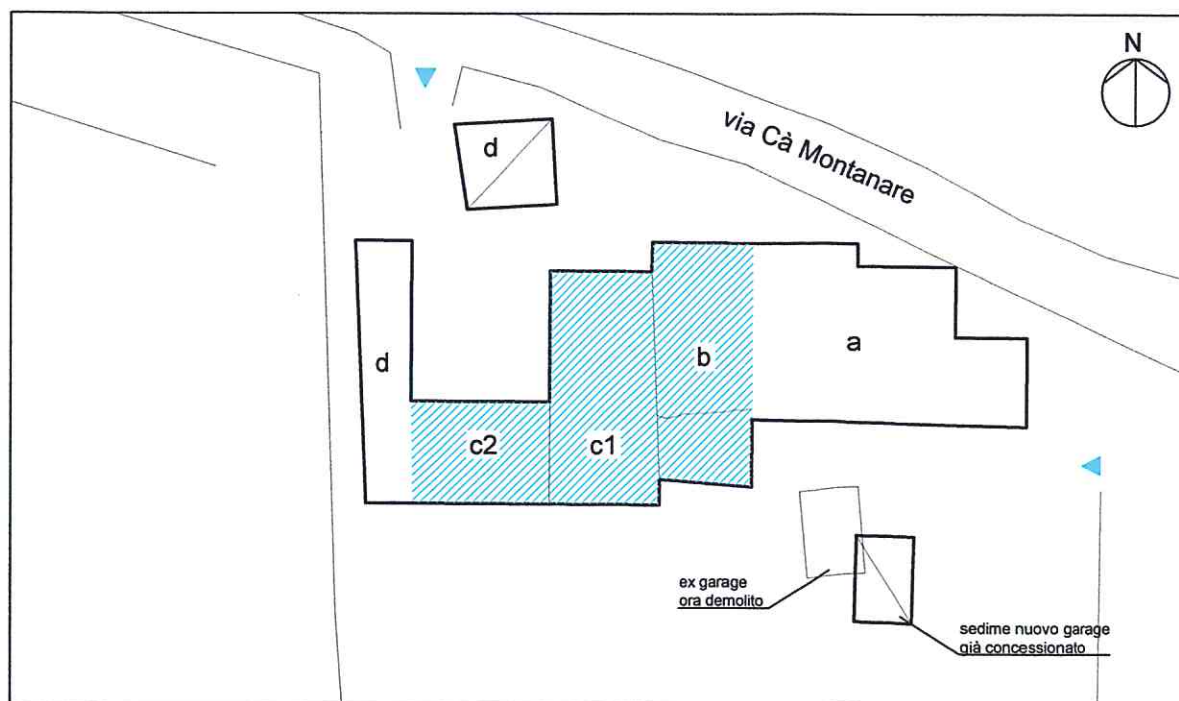 N
via Cà Montanare
d
d
b
a
c2
c1
ex garage
ora demolito
sedime nuovo garage
già concessionato